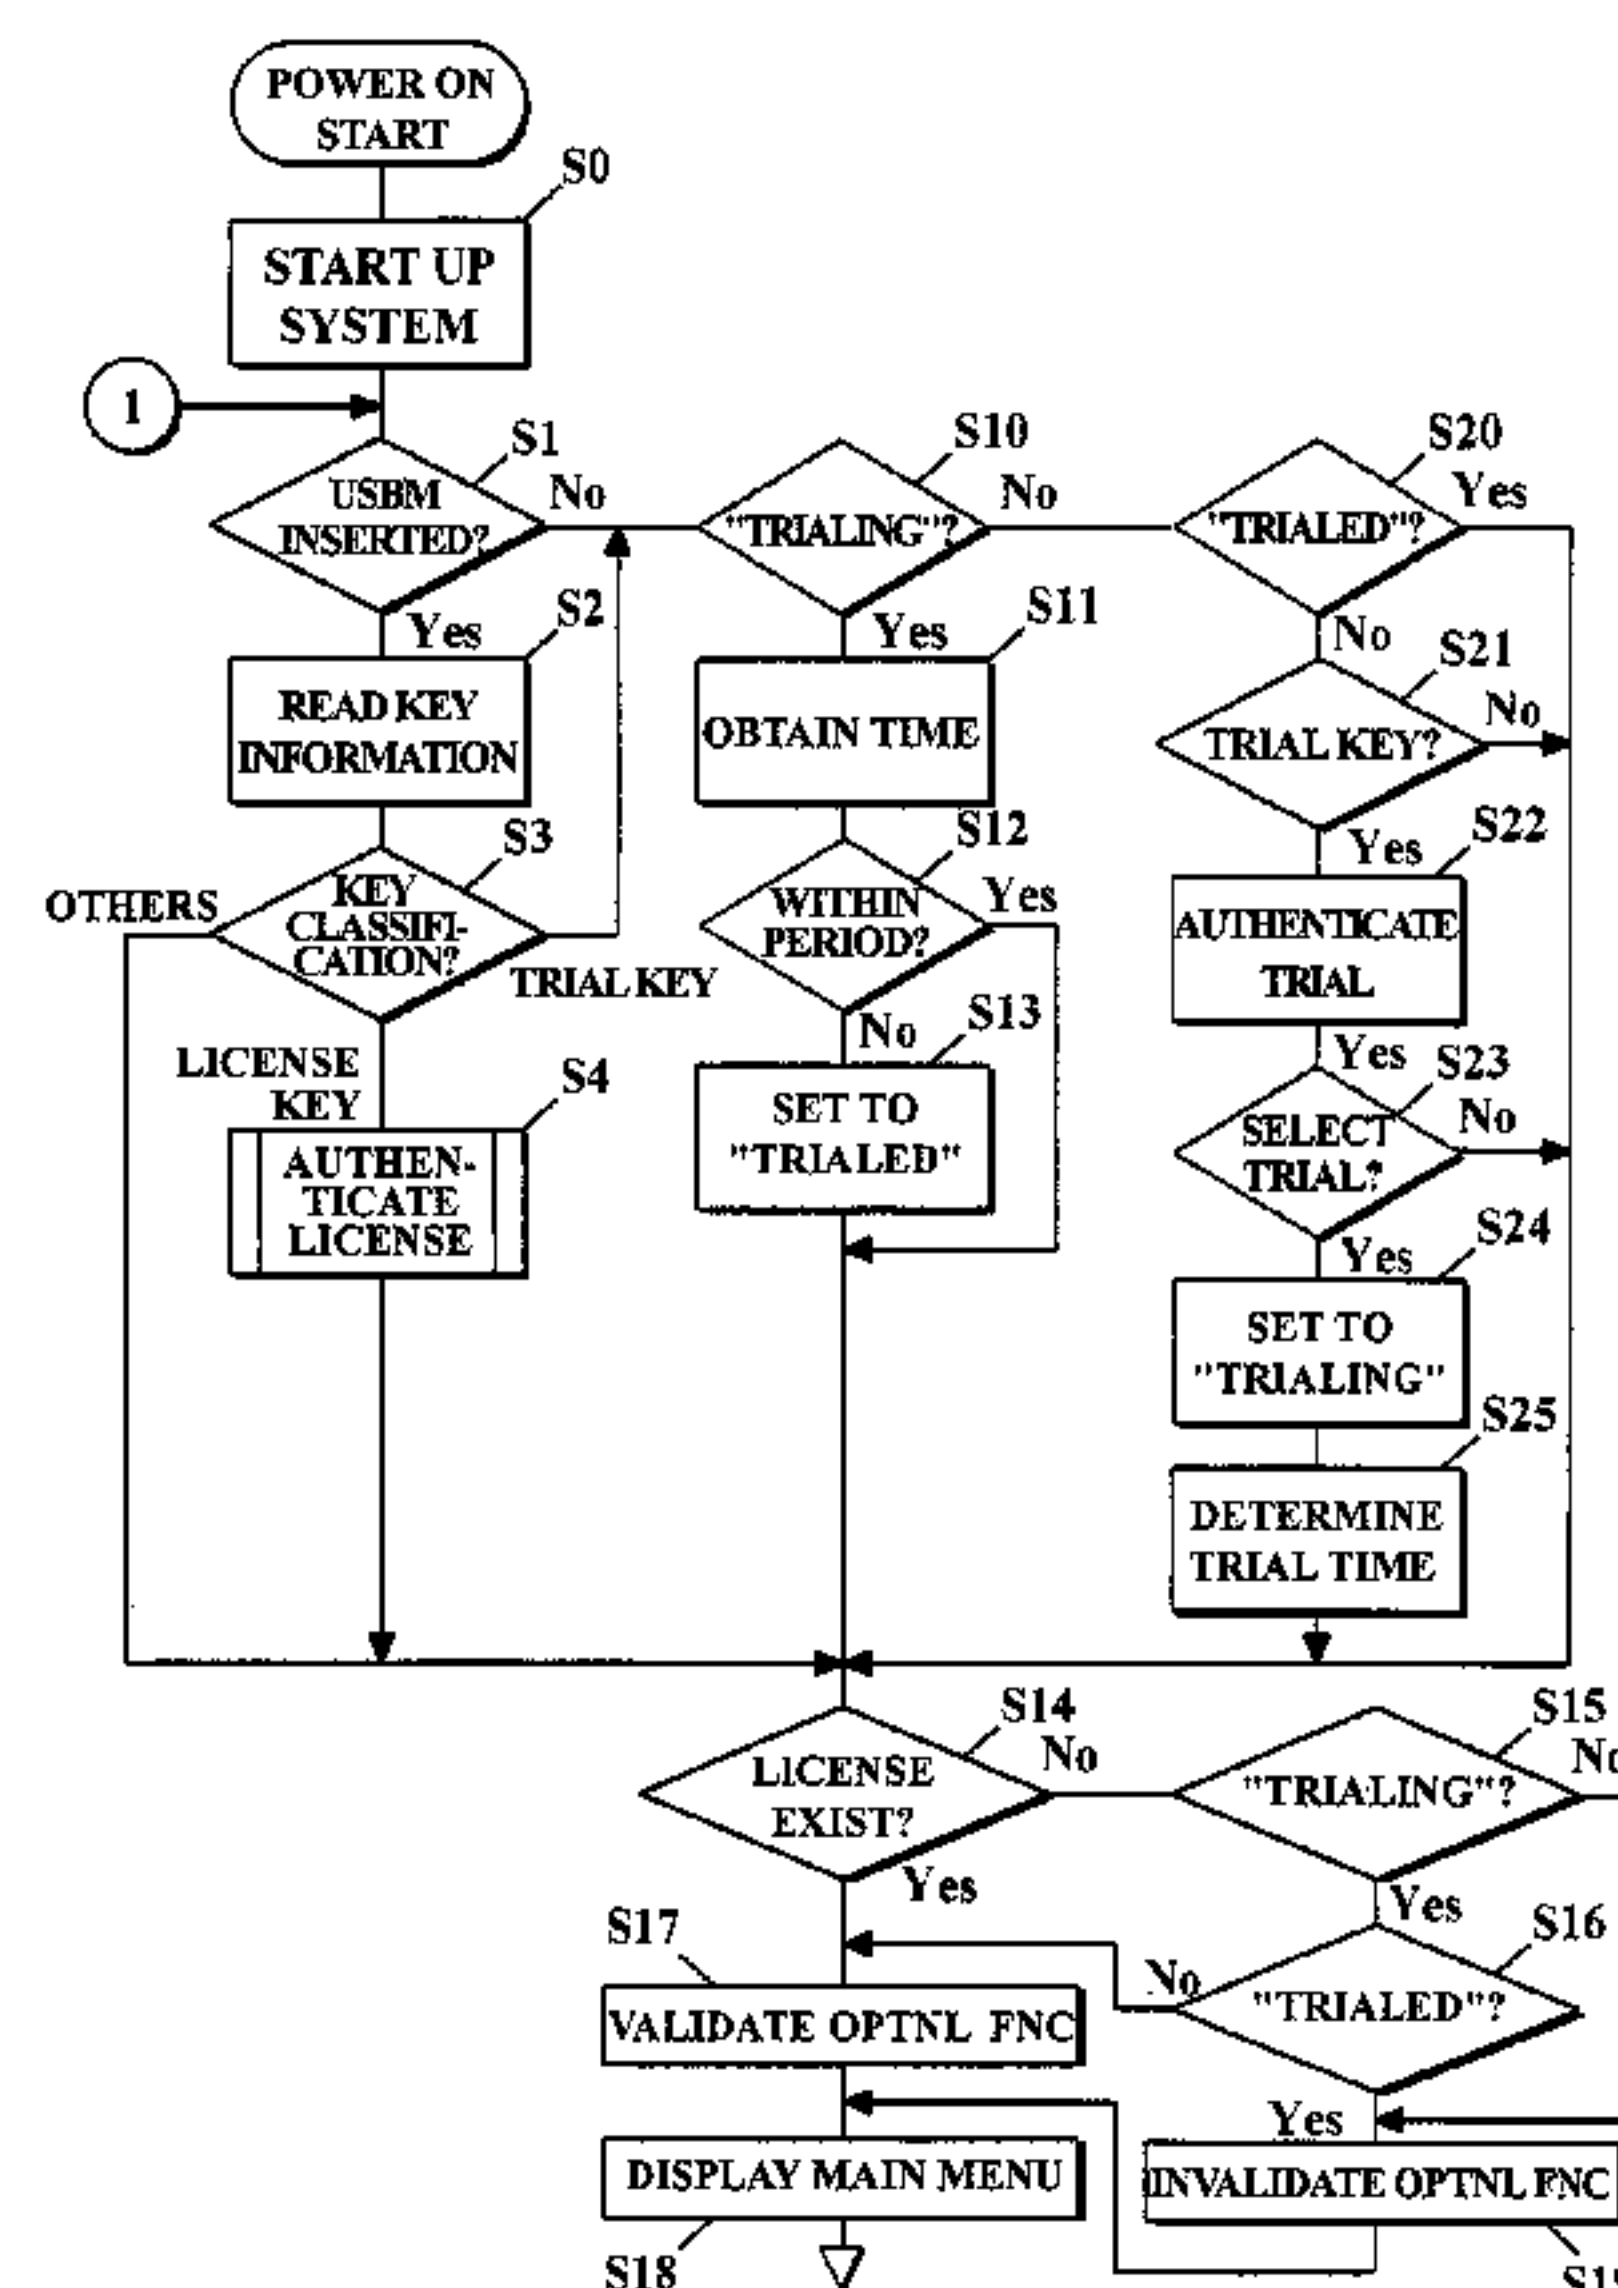 POWER ON
START
S0
START UP
SYSTEM
1
S1
USBM
INSERTED?
No
Yes
S2
READ KEY
INFORMATION
S3
KEY
CLASSIFI-
CATION?
OTHERS
TRIAL KEY
LICENSE
KEY
S4
AUTHEN-
TICATE
LICENSE
S10
"TRIALING"?
No
Yes
S11
OBTAIN TIME
S12
WITHIN
PERIOD?
Yes
No
S13
SET TO
"TRIALED"
S20
"TRIALED"?
Yes
No
S21
TRIAL KEY?
No
Yes
S22
AUTHENTICATE
TRIAL
Yes
S23
SELECT
TRIAL?
No
Yes
S24
SET TO
"TRIALING"
S25
DETERMINE
TRIAL TIME
S14
LICENSE
EXIST?
No
Yes
S15
"TRIALING"?
No
Yes
S16
"TRIALED"?
No
Yes
S17
VALIDATE OPTNL FNC
DISPLAY MAIN MENU
S18
INVALIDATE OPTNL FNC